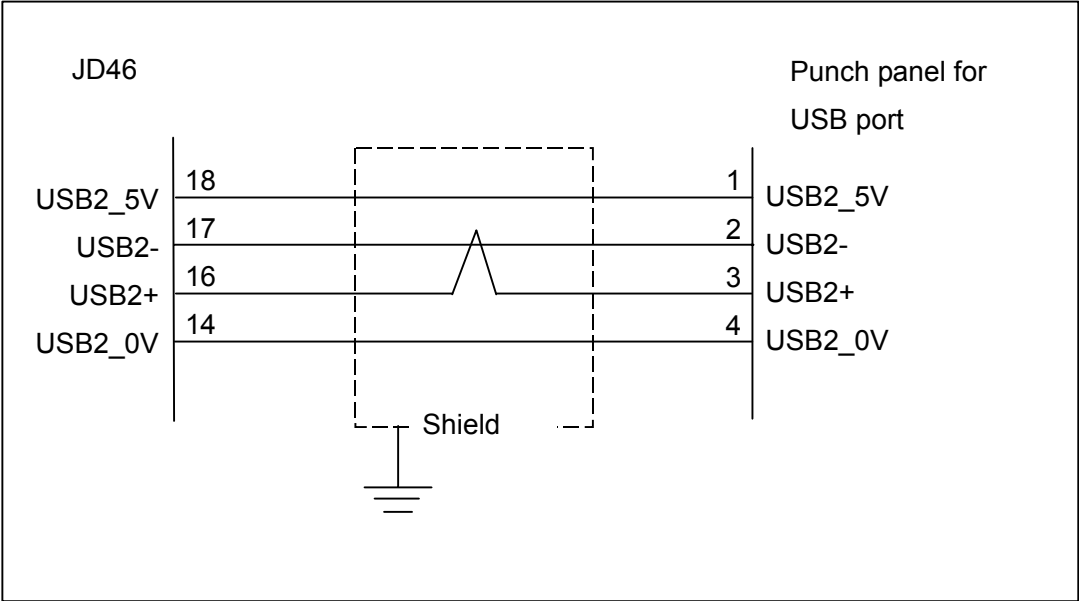 JD46
Punch panel for
USB port
USB2_5V 18 1 USB2_5V
USB2- 17 2 USB2-
USB2+ 16 3 USB2+
USB2_0V 14 4 USB2_0V
Shield